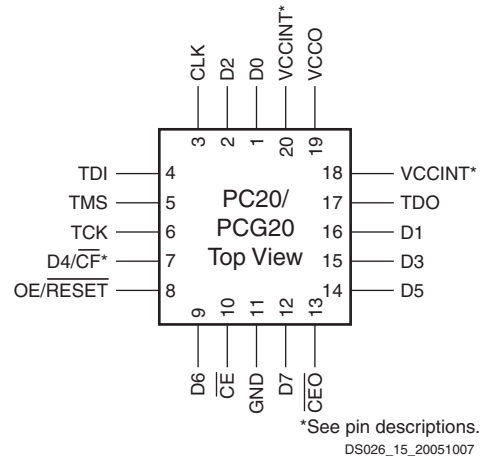 CLK
D2
D0
VCCINT*
VCCO
3
2
1
20
19
TDI
4
TMS
5
TCK
6
D4/CF*
7
OE/RESET
8
PC20/
PCG20
Top View
18
VCCINT*
17
TDO
16
D1
15
D3
14
D5
9
10
11
12
13
D6
CE
GND
D7
CEO
*See pin descriptions.
DS026_15_20051007